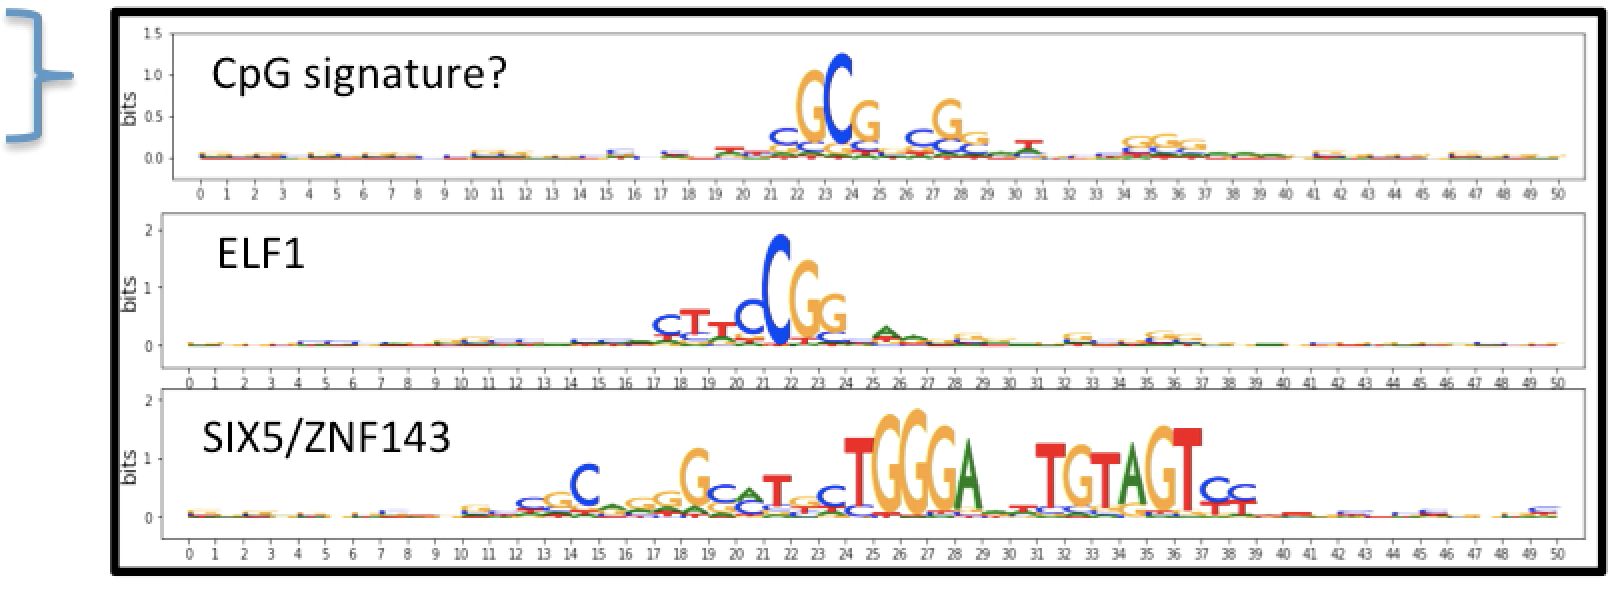 1.5
1.0
0.5
0.0
bits
CpG signature?
0 1 2 3 4 5 6 7 8 9 10 11 12 13 14 15 16 17 18 19 20 21 22 23 24 25 26 27 28 29 30 31 32 33 34 35 36 37 38 39 40 41 42 43 44 45 46 47 48 49 50
2
1
0
bits
ELF1
CTTCCGG A
0 1 2 3 4 5 6 7 8 9 10 11 12 13 14 15 16 17 18 19 20 21 22 23 24 25 26 27 28 29 30 31 32 33 34 35 36 37 38 39 40 41 42 43 44 45 46 47 48 49 50
2
1
0
bits
SIX5/ZNF143
TGGGA TGTAGTCC
0 1 2 3 4 5 6 7 8 9 10 11 12 13 14 15 16 17 18 19 20 21 22 23 24 25 26 27 28 29 30 31 32 33 34 35 36 37 38 39 40 41 42 43 44 45 46 47 48 49 50